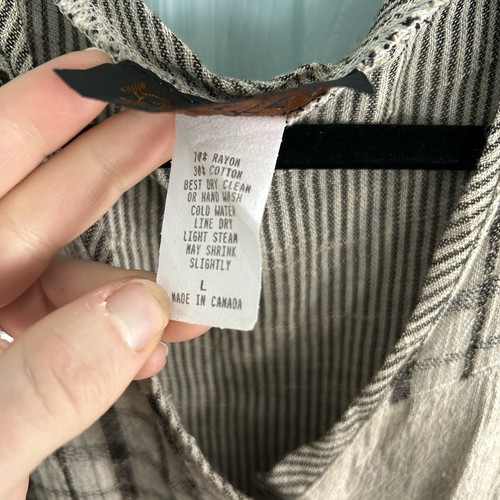 70% RAYON
30% COTTON
BEST DRY CLEAN
OR HAND WASH
COLD WATER
LINE DRY
LIGHT STEAM
MAY SHRINK
SLIGHTLY
L
MADE IN CANADA